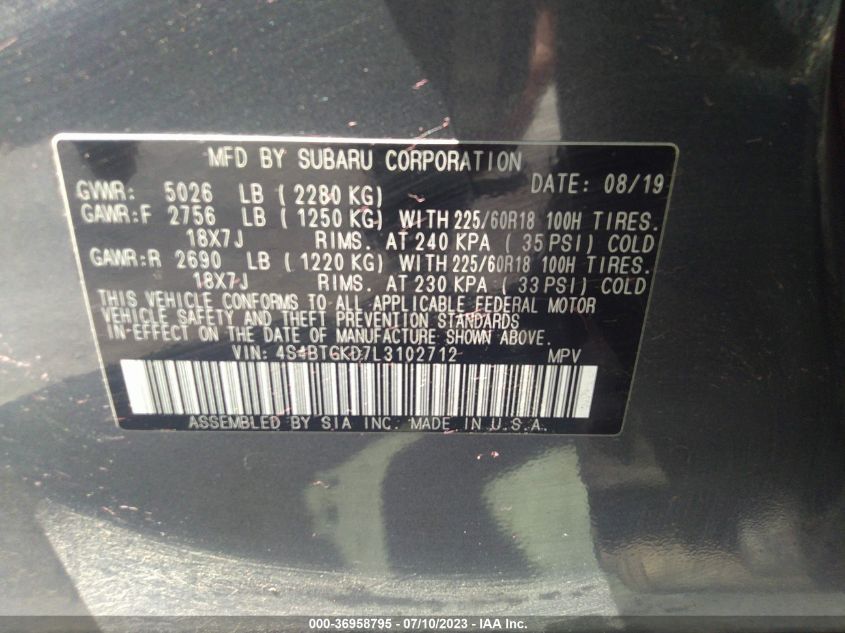 MFD BY SUBARU CORPORATION
DATE: 08/19
GVWR: 5026 LB (2280 KG)
GAWR:F 2756 LB (1250 KG) WITH 225/60R18 100H TIRES.
18X7J RIMS. AT 240 KPA (35 PSI) COLD
GAWR:R 2690 LB (1220 KG) WITH 225/60R18 100H TIRES.
18X7J RIMS. AT 230 KPA (33 PSI) COLD
THIS VEHICLE CONFORMS TO ALL APPLICABLE FEDERAL MOTOR
VEHICLE SAFETY AND THEFT PREVENTION STANDARDS
IN-EFFECT ON THE DATE OF MANUFACTURE SHOWN ABOVE.
VIN: 4S4BTGKD7L3102712 MPV
ASSEMBLED BY SIA INC. MADE IN U.S.A.
000-36958795 - 07/10/2023 - IAA Inc.